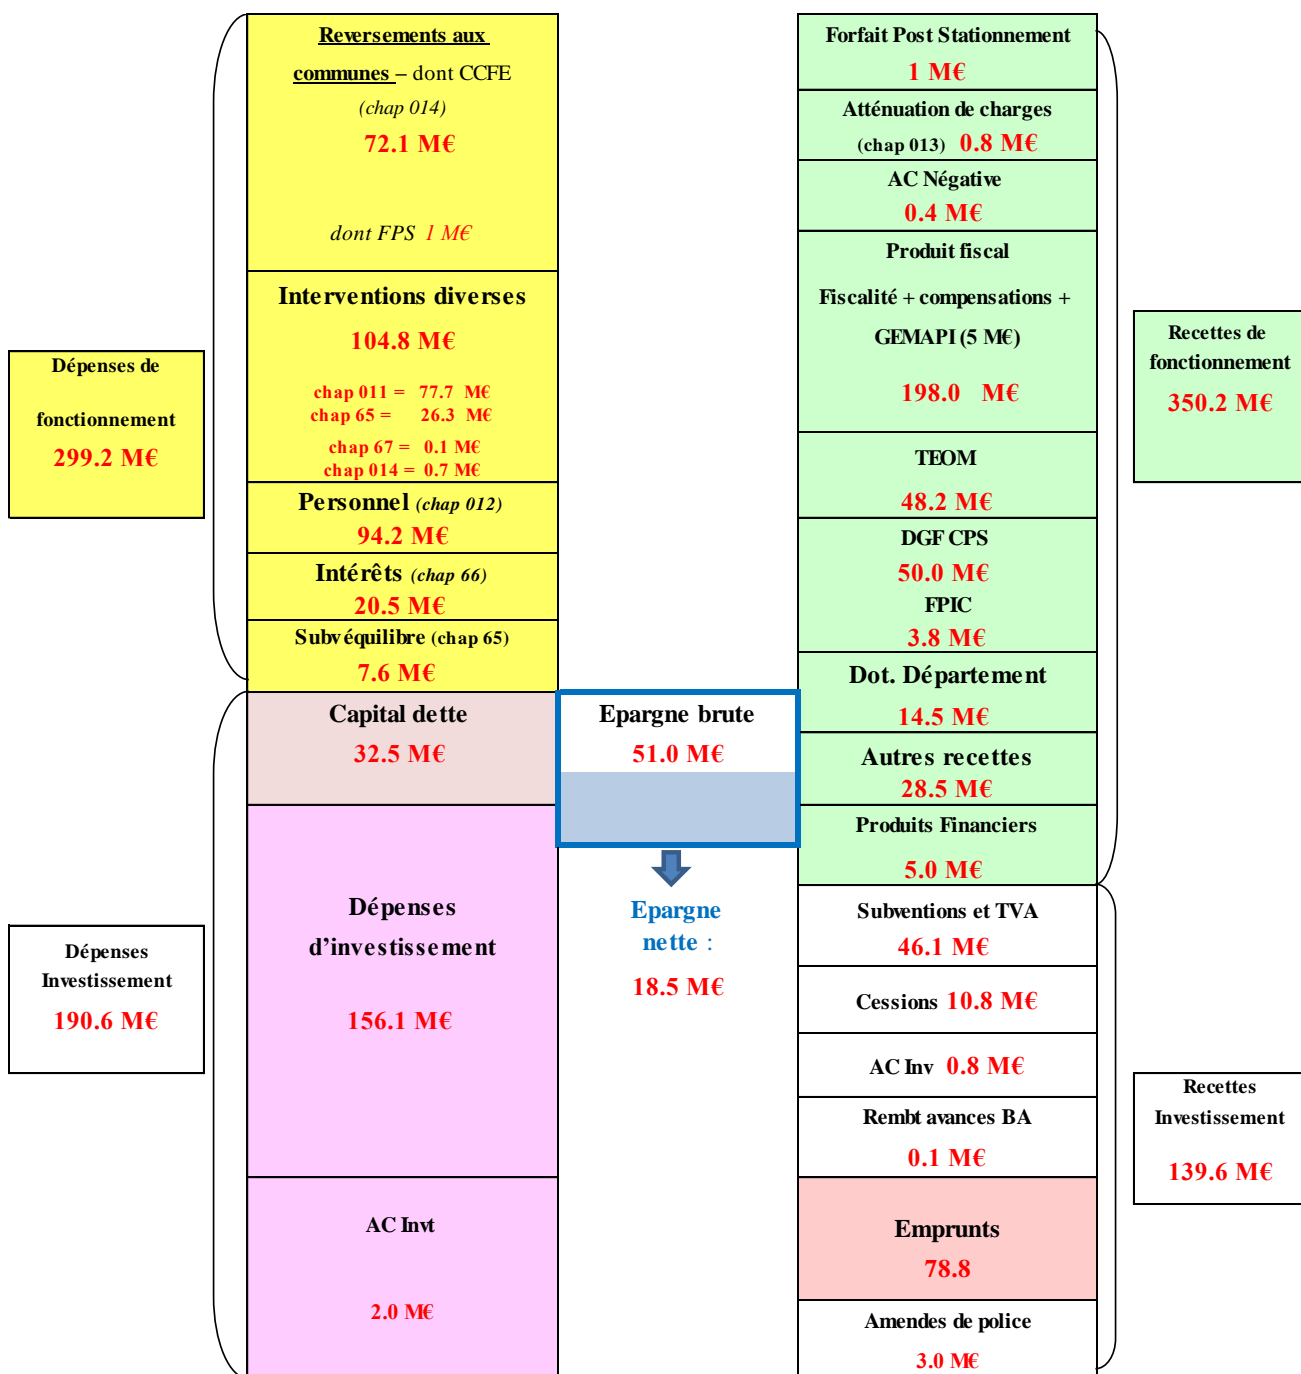 Reversements aux
communes – dont CCFE
(chap 014)
72.1 M€
dont FPS 1 M€
Interventions diverses
104.8 M€
chap 011 = 77.7 M€
chap 65 = 26.3 M€
chap 67 = 0.1 M€
chap 014 = 0.7 M€
Personnel (chap 012)
94.2 M€
Intérêts (chap 66)
20.5 M€
Subv équilibre (chap 65)
7.6 M€
Dépenses de
fonctionnement
299.2 M€
Capital dette
32.5 M€
Dépenses
d’investissement
156.1 M€
AC Invt
2.0 M€
Dépenses
Investissement
190.6 M€
Epargne brute
51.0 M€
Epargne
nette :
18.5 M€
Forfait Post Stationnement
1 M€
Atténuation de charges
(chap 013) 0.8 M€
AC Négative
0.4 M€
Produit fiscal
Fiscalité + compensations +
GEMAPI (5 M€)
198.0 M€
TEOM
48.2 M€
DGF CPS
50.0 M€
FPIC
3.8 M€
Dot. Département
14.5 M€
Autres recettes
28.5 M€
Produits Financiers
5.0 M€
Recettes de
fonctionnement
350.2 M€
Subventions et TVA
46.1 M€
Cessions 10.8 M€
AC Inv 0.8 M€
Rembt avances BA
0.1 M€
Emprunts
78.8
Amendes de police
3.0 M€
Recettes
Investissement
139.6 M€